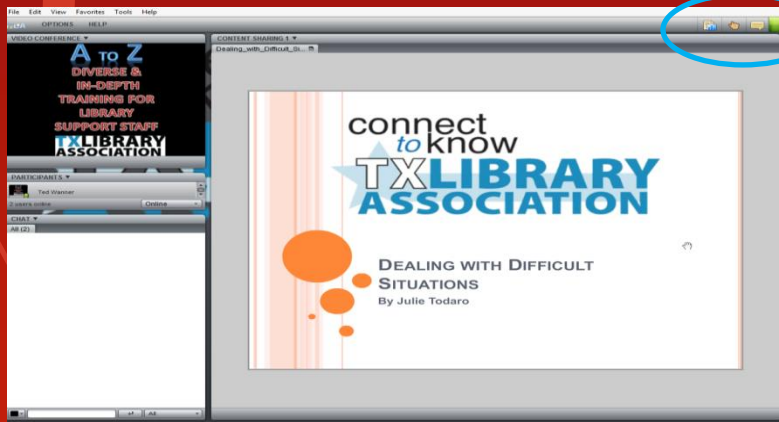 File Edit View Favorites Tools Help
OPTIONS HELP
VIDEO CONFERENCE
A TO Z
DIVERSE &
IN-DEPTH
TRAINING FOR
LIBRARY
SUPPORT STAFF
TXLIBRARY
ASSOCIATION
PARTICIPANTS
Ted Wanner
2 users online
Online
CHAT
All (2)
All
CONTENT SHARING 1
Dealing_with_Difficult_Si...
connect
to know
TXLIBRARY
ASSOCIATION
DEALING WITH DIFFICULT
SITUATIONS
By Julie Todaro